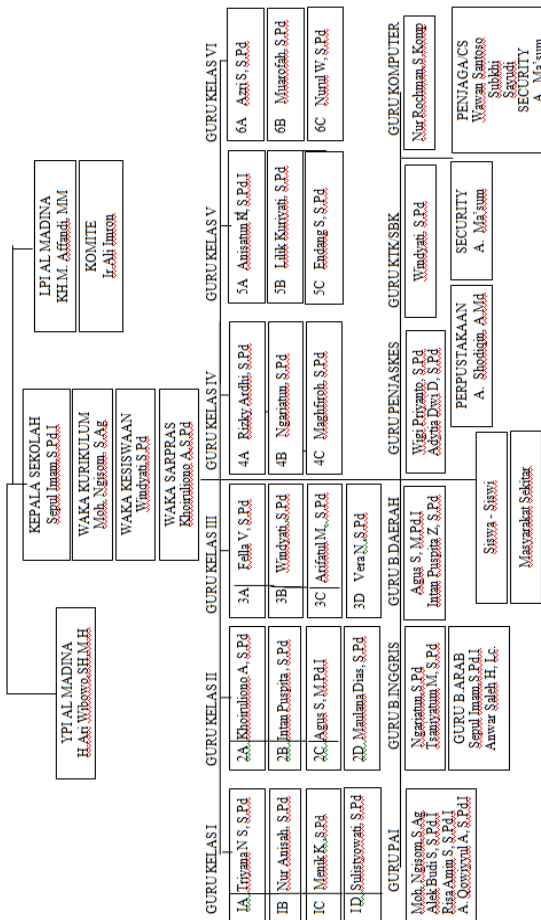 YPI AL MADINA
H.Ari Wibowo,SH,M.H
KEPALA SEKOLAH
Sepul Imam,S.Pd.I
WAKA KURIKULUM
Moh. Ngisom, S.Ag
WAKA KESISWAAN
Windyati,S.Pd
WAKA SARPRAS
Khoiruliono A,S.Pd
LPI AL MADINA
KH.M. Affandi, MM
KOMITE
Ir.Ali Imron
GURU KELAS I
1A Triyana N S, S.Pd
1B Nur Anisah, S.Pd
1C Menik K, S.Pd
1D Sulistyowati, S.Pd
GURU KELAS II
2A Khoiruliono A, S.Pd
2B Intan Puspita , S.Pd
2C Agus S, M.Pd.I
2D Maulana Dias, S.Pd
GURU KELAS III
3A Fella V, S.Pd
3B Windyati, S.Pd
3C Arifatul M, S.Pd
3D Vera N, S.Pd
GURU KELAS IV
4A Rizky Ardhi, S.Pd
4B Ngariatun, S.Pd
4C Maghfiroh, S.Pd
GURU KELAS V
5A Anisatun K, S.Pd.I
5B Lilik Kuriyati, S.Pd
5C Endang S, S.Pd
GURU KELAS VI
6A Azri S, S.Pd
6B Muarofah, S.Pd
6C Nurul W, S.Pd
GURU PAI
Moh. Ngisom, S.Ag
Alek Budi S, S.Pd.I
Risa Amin S, S.Pd.I
A. Qowiyyul A, S.Pd.I
GURU B.INGGRIS
Ngariatun S.Pd
Tsaniyatum M, S.Pd
GURU B.ARAB
Sepul Imam,S.Pd.I
Anwar Saleh H, Lc.
GURU B.DAERAH
Agus S, M.Pd.I
Intan Puspita Z, S.Pd
GURU PENJASKES
Wigi Priyanto, S.Pd
Adytia Dwi D, S.Pd
GURU KTK/SBK
Windyati, S.Pd
GURU KOMPUTER
Nur Rochman,S.Komp
PERPUSTAKAAN
A. Shodiqin, A.Md
SECURITY
A. Ma'sum
PENJAGA/CS
Wawan Santoso
Subkhi
Sayudi
SECURITY
A. Ma'sum
Siswa - Siswi
Masyarakat Sekitar